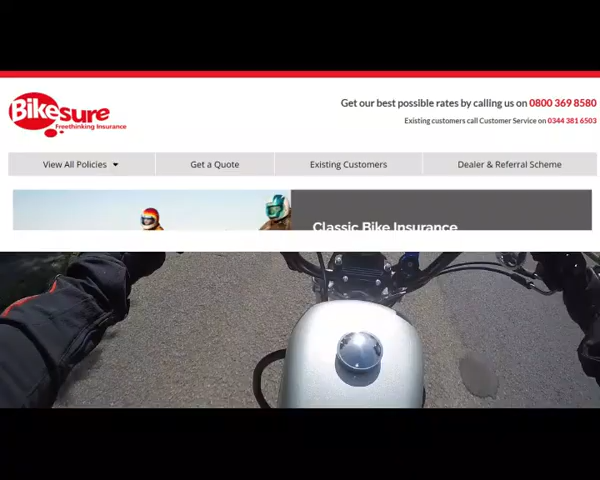 Bikesure
Freethinking Insurance
Get our best possible rates by calling us on 0800 369 8580
Existing customers call Customer Service on 0344 381 6503
View All Policies
Get a Quote
Existing Customers
Dealer & Referral Scheme
Classic Bike Insurance